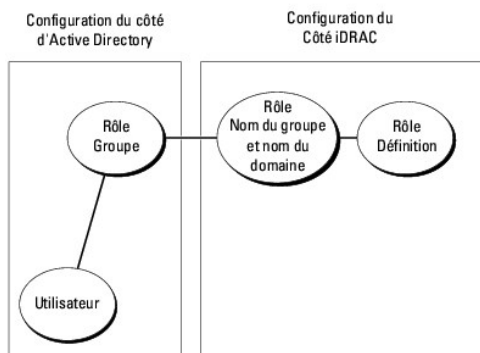 Configuration du côté
d'Active Directory
Configuration du
Côté iDRAC
Rôle
Groupe
Rôle
Nom du groupe
et nom du
domaine
Rôle
Définition
Utilisateur